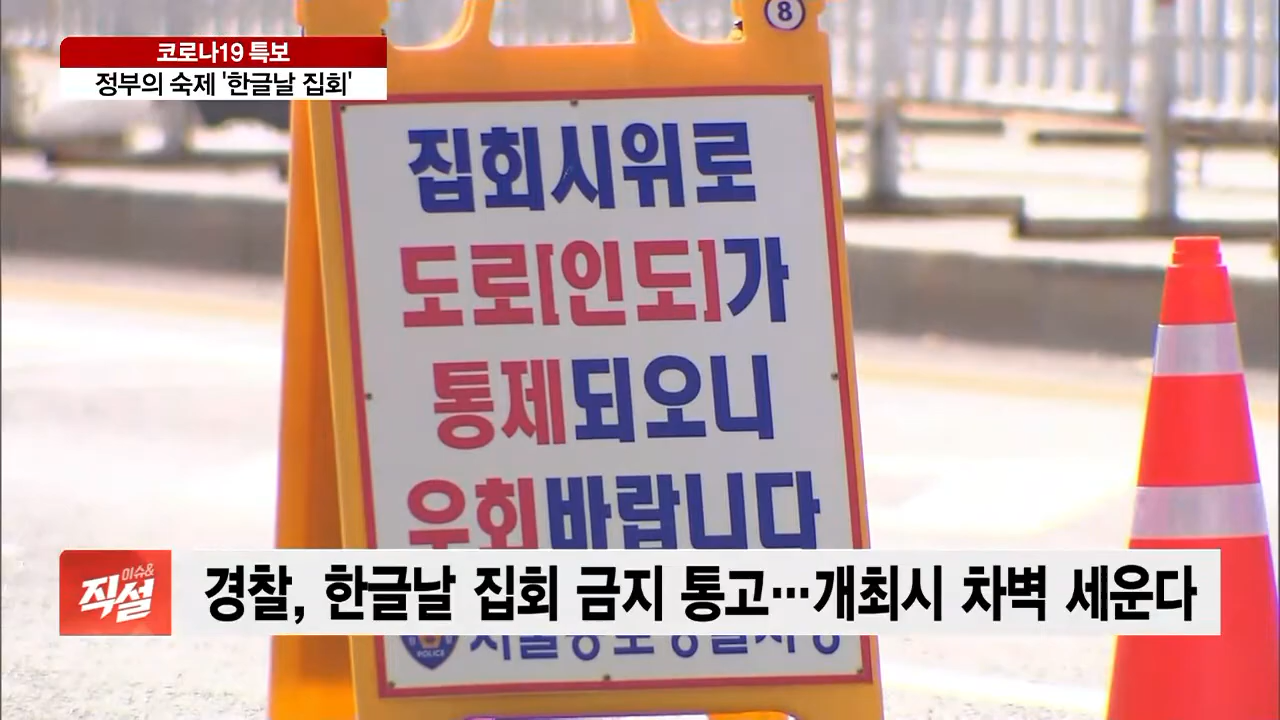 코로나19 특보
정부의 숙제 '한글날 집회'
8
집회시위로
도로[인도]가
통제되오니
우회바랍니다
이슈&
직설
경찰, 한글날 집회 금지 통고…개최시 차벽 세운다
POLICE